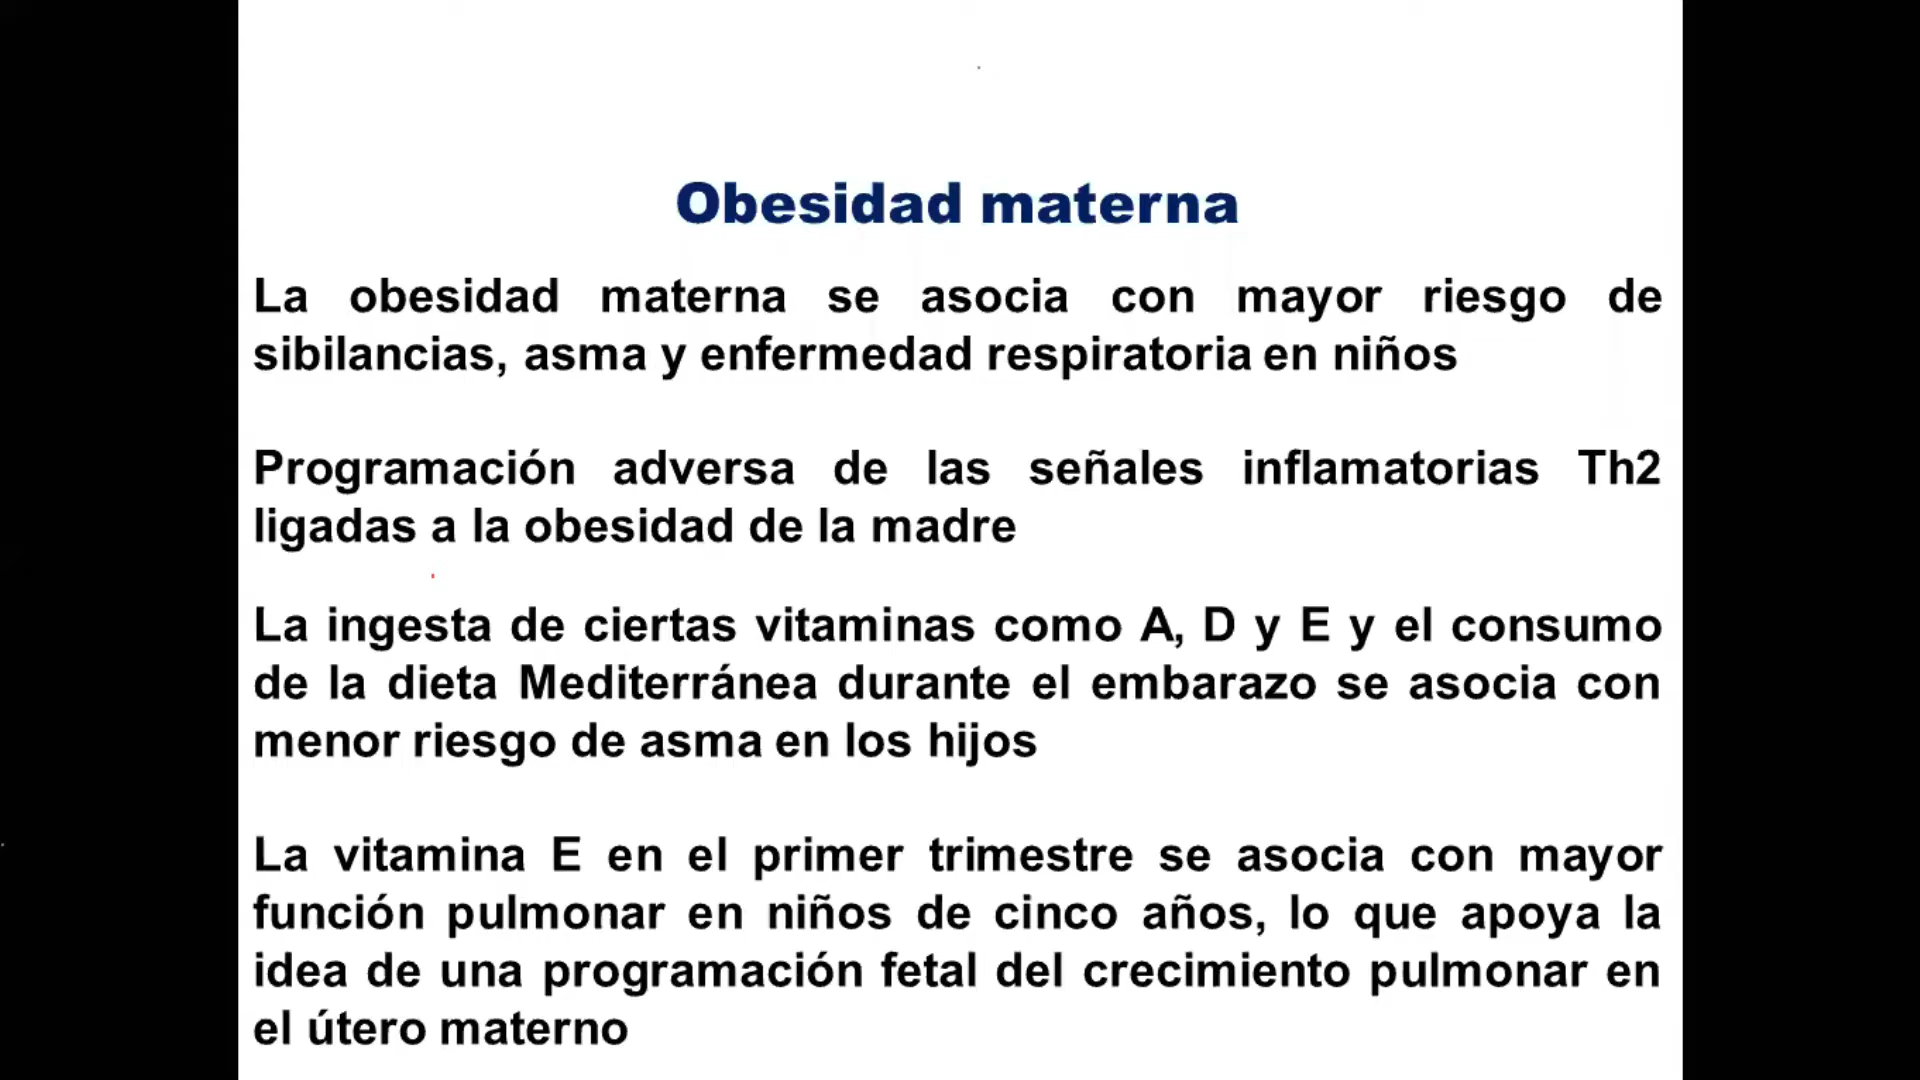 Obesidad materna
La obesidad materna se asocia con mayor riesgo de
sibilancias, asma y enfermedad respiratoria en niños
Programación adversa de las señales inflamatorias Th2
ligadas a la obesidad de la madre
La ingesta de ciertas vitaminas como A, D y E y el consumo
de la dieta Mediterránea durante el embarazo se asocia con
menor riesgo de asma en los hijos
La vitamina E en el primer trimestre se asocia con mayor
función pulmonar en niños de cinco años, lo que apoya la
idea de una programación fetal del crecimiento pulmonar en
el útero materno